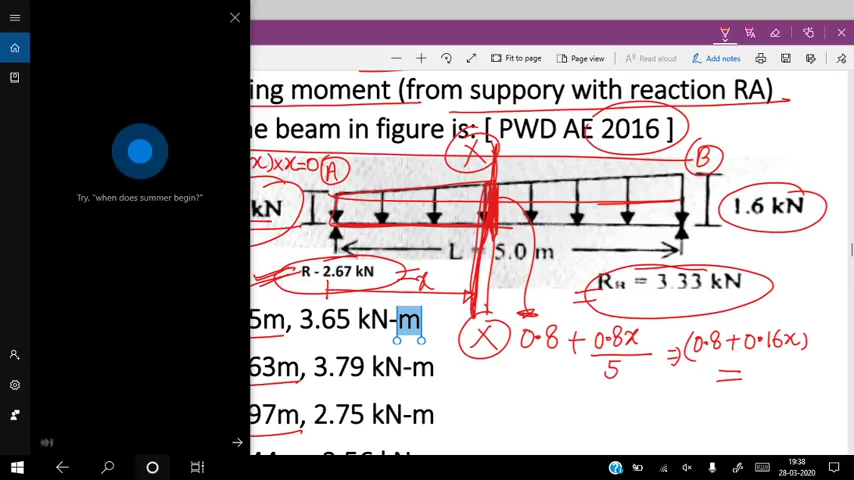 Fit to page
Page view
Read aloud
Add notes
ing moment (from suppory with reaction RA)
he beam in figure is: [ PWD AE 2016 ]
x)xx=0
A
X
B
Try, "when does summer begin?"
kN
1.6 kN
L = 5.0 m
R - 2.67 kN = x
= RB = 3.33 kN
5m, 3.65 kN-m
X
0.8 + 0.8x/5 => (0.8+0.16x)
=
63m, 3.79 kN-m
97m, 2.75 kN-m
19:38
28-03-2020